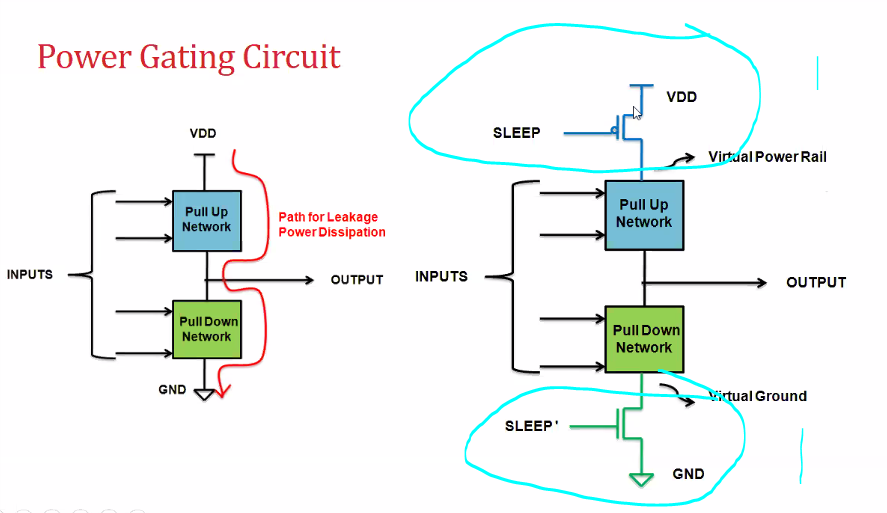 Power Gating Circuit
VDD
Pull Up
Network
Path for Leakage
Power Dissipation
INPUTS
OUTPUT
Pull Down
Network
GND
VDD
SLEEP
Virtual Power Rail
Pull Up
Network
INPUTS
OUTPUT
Pull Down
Network
Virtual Ground
SLEEP'
GND